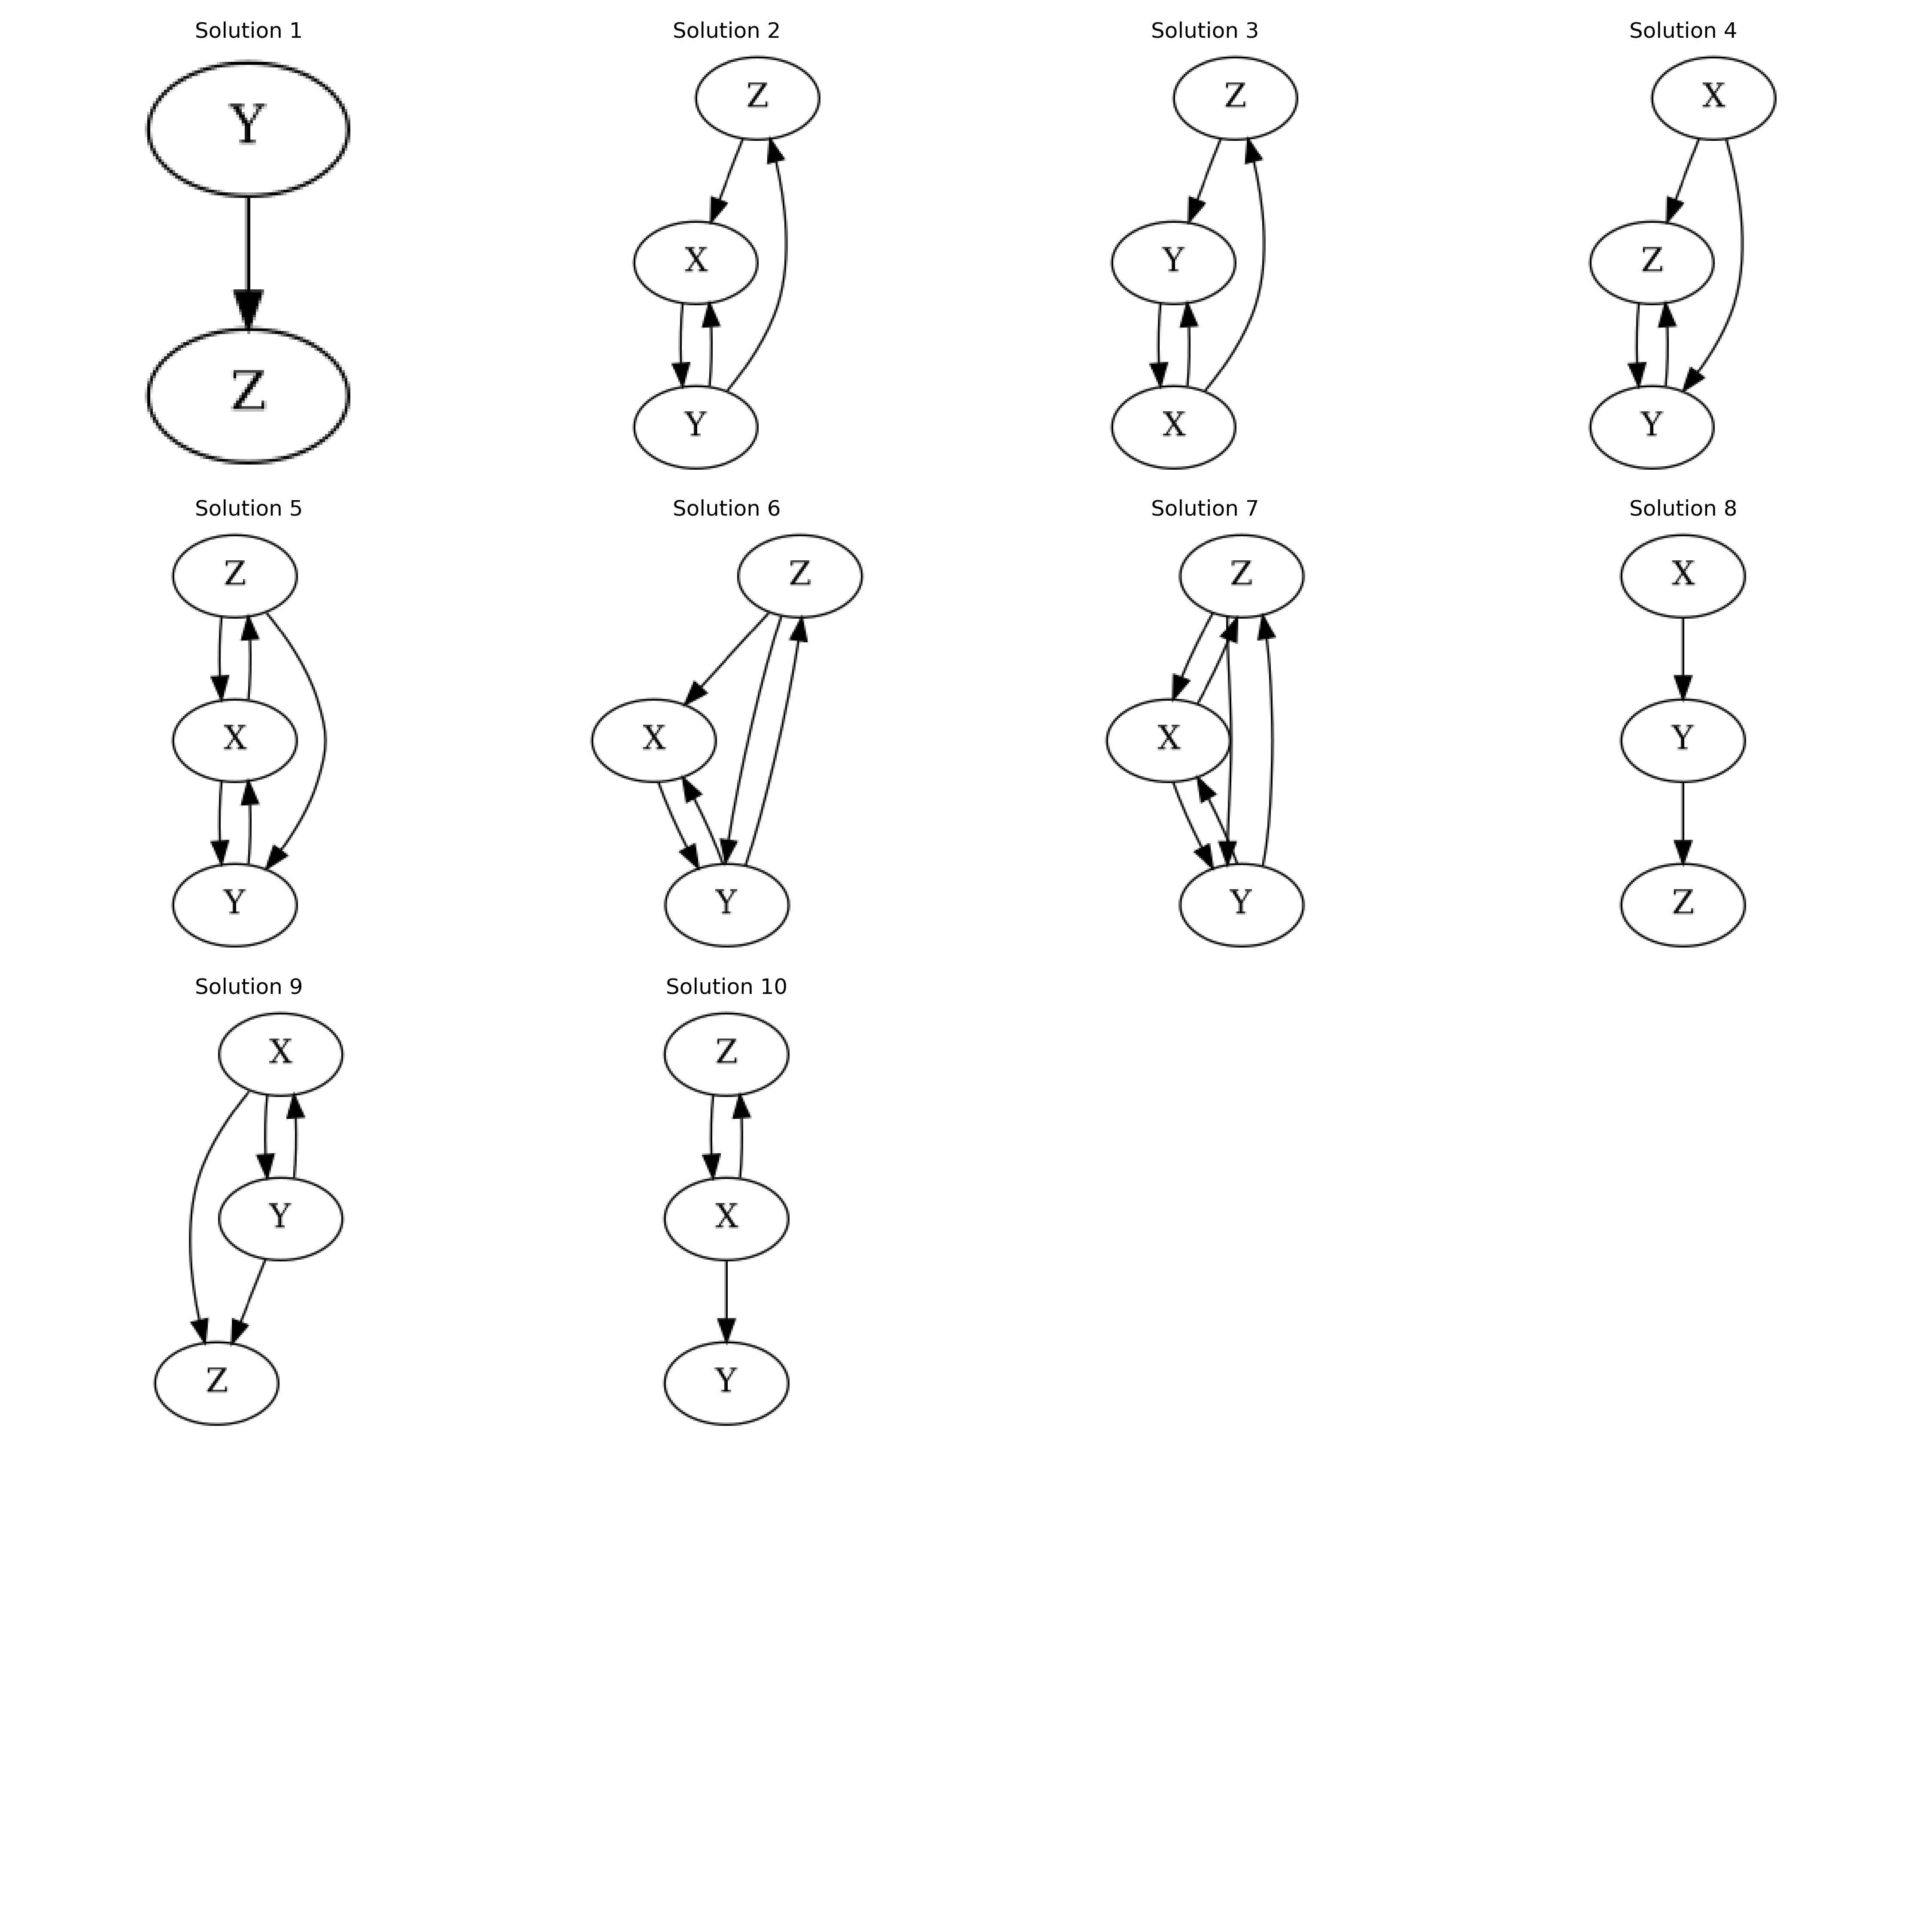 Solution 1
Y
Z
Solution 2
Z
X
Y
Solution 3
Z
Y
X
Solution 4
X
Z
Y
Solution 5
Z
X
Y
Solution 6
Z
X
Y
Solution 7
Z
X
Y
Solution 8
X
Y
Z
Solution 9
X
Y
Z
Solution 10
Z
X
Y